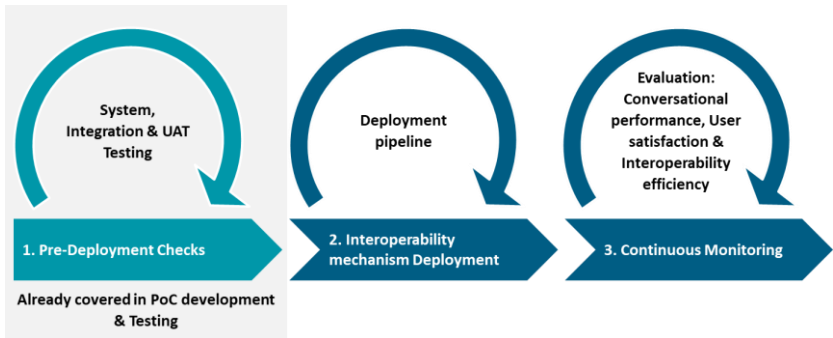 System,
Integration & UAT
Testing
1. Pre-Deployment Checks
Already covered in PoC development
& Testing
Deployment
pipeline
2. Interoperability
mechanism Deployment
Evaluation:
Conversational
performance, User
satisfaction &
Interoperability
efficiency
3. Continuous Monitoring